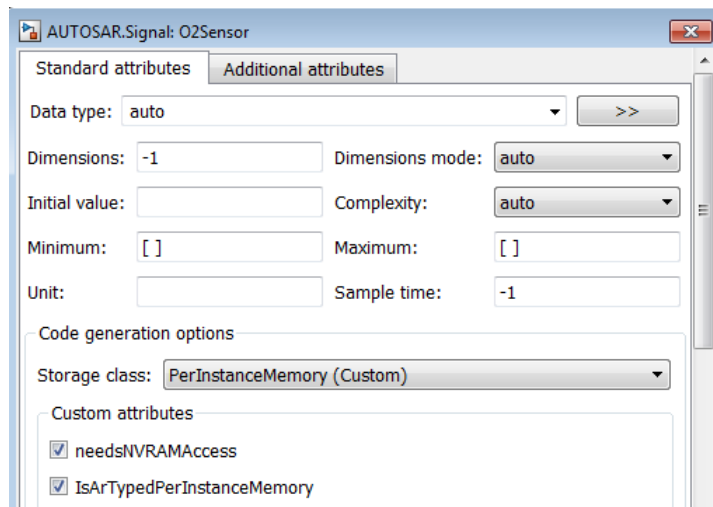 AUTOSAR.Signal: O2Sensor
Standard attributes Additional attributes
Data type: auto >>
Dimensions: -1 Dimensions mode: auto
Initial value: Complexity: auto
Minimum: [ ] Maximum: [ ]
Unit: Sample time: -1
Code generation options
Storage class: PerInstanceMemory (Custom)
Custom attributes
needsNVRAMAccess
IsArTypedPerInstanceMemory